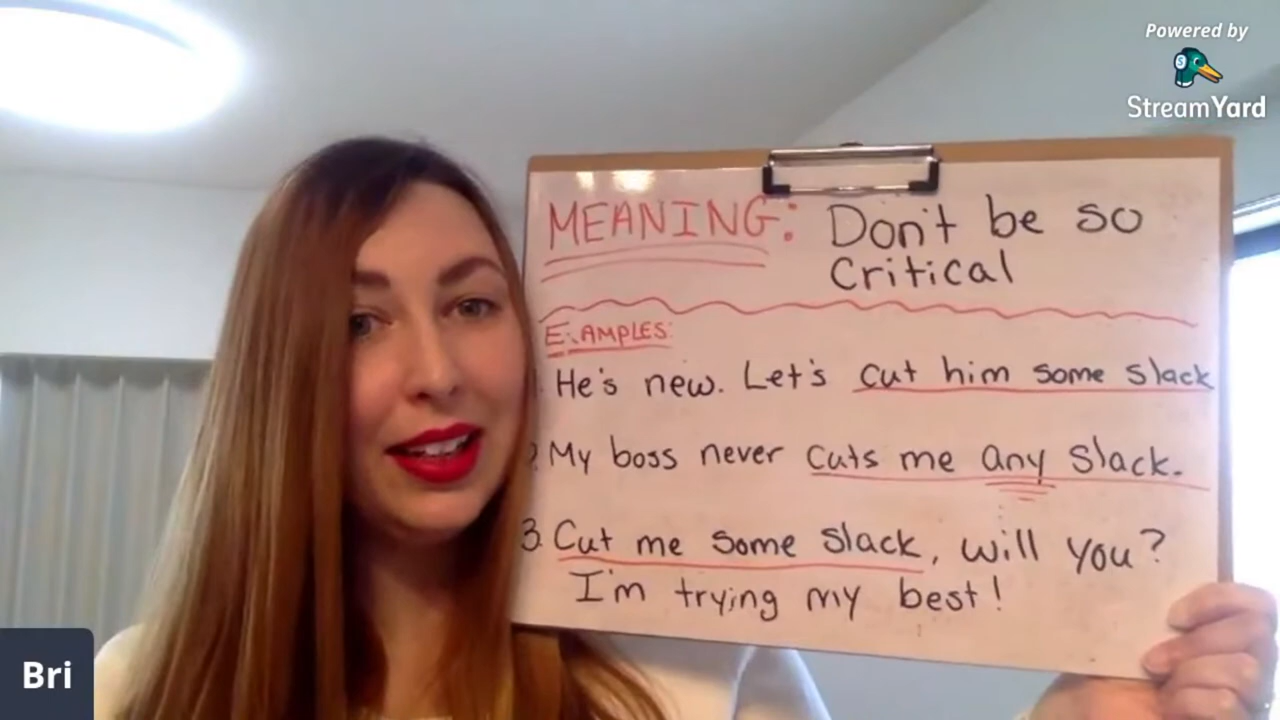 Powered by
StreamYard
MEANING: Don't be so
Critical
EXAMPLES:
He's new. Let's cut him some slack
My boss never cuts me any slack.
3. Cut me some slack, will you?
I'm trying my best!
Bri